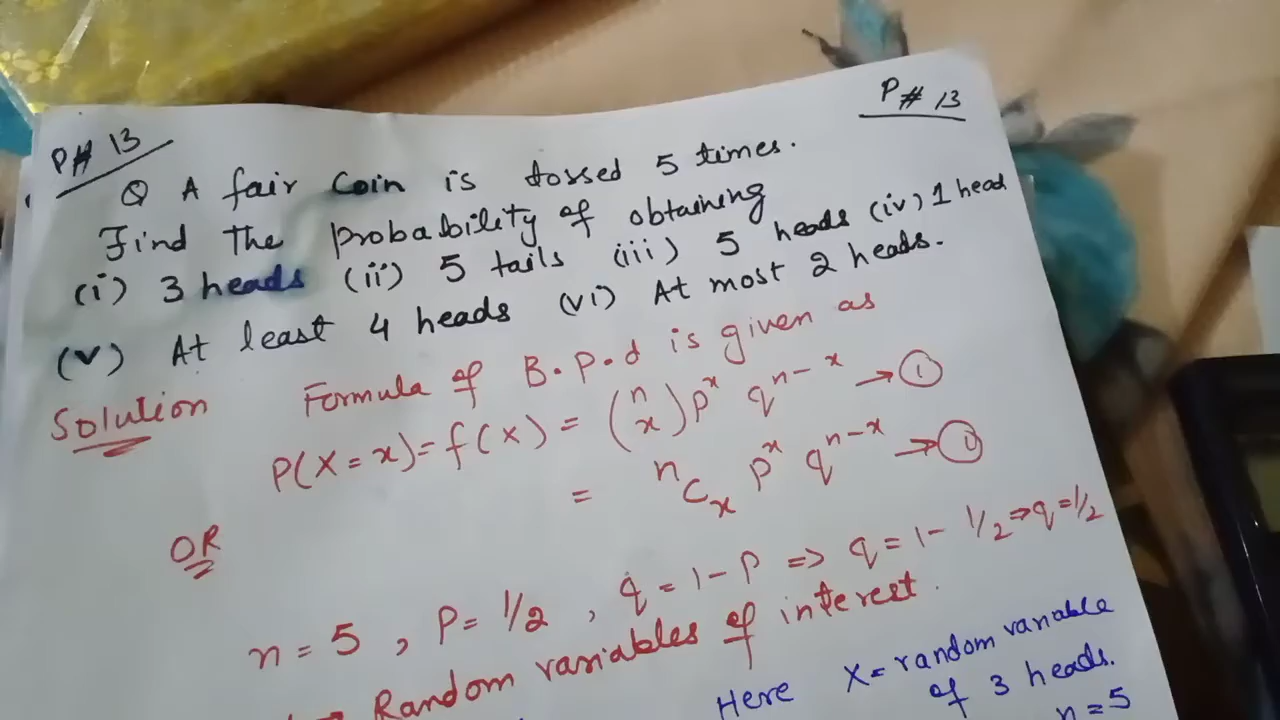 P# 13
P# 13
Q A fair coin is tossed 5 times.
Find the probability of obtaining
(i) 3 heads (ii) 5 tails (iii) 5 heads (iv) 1 head
(v) At least 4 heads (vi) At most 2 heads.
Solution Formula of B.P.d is given as
P(X=x)=f(x) = (n x) p^x q^{n-x} → ①
OR = nCx p^x q^{n-x} →
n = 5 , P = 1/2 , q = 1-P => q = 1 - 1/2 => q = 1/2
Random variables of interest.
Here X = random variable
of 3 heads.
n = 5